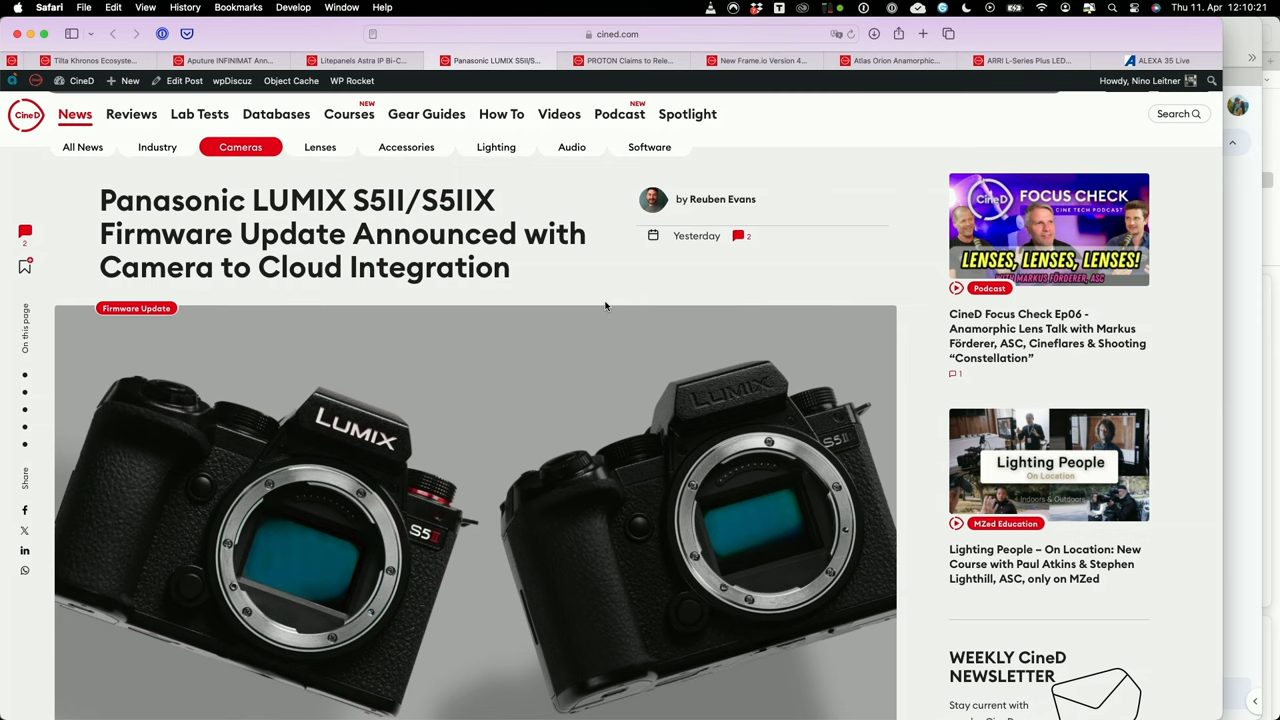 Safari File Edit View History Bookmarks Develop Window Help
Thu 11. Apr 12:10:21
cined.com
Tilta Khronos Ecosyste...
Aputure INFINIMAT Ann...
Litepanels Astra IP Bi-C...
Panasonic LUMIX S5II/S...
PROTON Claims to Rele...
New Frame.io Version 4...
Atlas Orion Anamorphic...
ARRI L-Series Plus LED...
ALEXA 35 Live
CineD
New
Edit Post
wpDiscuz
Object Cache
WP Rocket
Howdy, Nino Leitner
CineD
News
Reviews
Lab Tests
Databases
NEW
Courses
Gear Guides
How To
Videos
NEW
Podcast
Spotlight
Search
All News
Industry
Cameras
Lenses
Accessories
Lighting
Audio
Software
Panasonic LUMIX S5II/S5IIX
Firmware Update Announced with
Camera to Cloud Integration
by Reuben Evans
Yesterday
2
2
On this page
Share
Firmware Update
LUMIX
S5II
LUMIX
S5II
CineD FOCUS CHECK
CINE TECH PODCAST
LENSES, LENSES, LENSES!
WITH MARKUS FÖRDERER, ASC
Podcast
CineD Focus Check Ep06 -
Anamorphic Lens Talk with Markus
Förderer, ASC, Cineflares & Shooting
“Constellation”
1
Lighting People
On Location
Indoors & Outdoors
MZed Education
Lighting People – On Location: New
Course with Paul Atkins & Stephen
Lighthill, ASC, only on MZed
WEEKLY CineD
NEWSLETTER
Stay current with